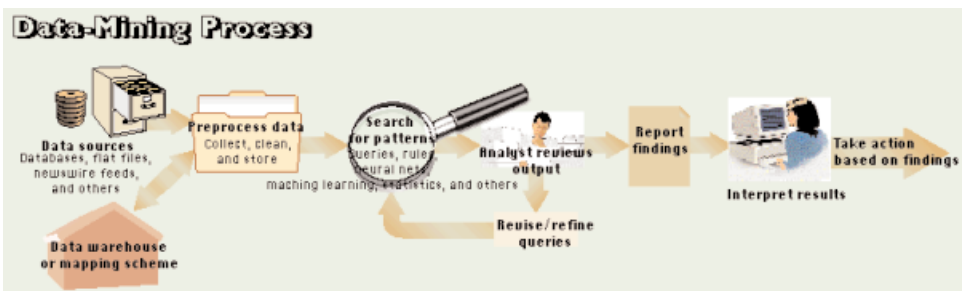 Data-Mining Process
Data sources
Databases, flat files,
newswire feeds,
and others
Data warehouse
or mapping scheme
Preprocess data
Collect, clean,
and store
Search
for patterns
Queries, rules,
neural nets,
maching learning, statistics, and others
Analyst reviews
output
Revise/refine
queries
Report
findings
Interpret results
Take action
based on findings